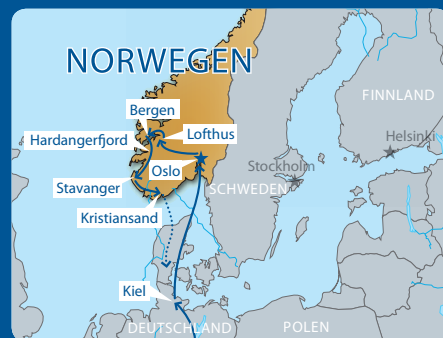 NORWEGEN
FINNLAND
Bergen
Hardangerfjord
Lofthus
Helsinki
Oslo
Stockholm
Stavanger
SCHWEDEN
Kristiansand
Kiel
DEUTSCHLAND
POLEN